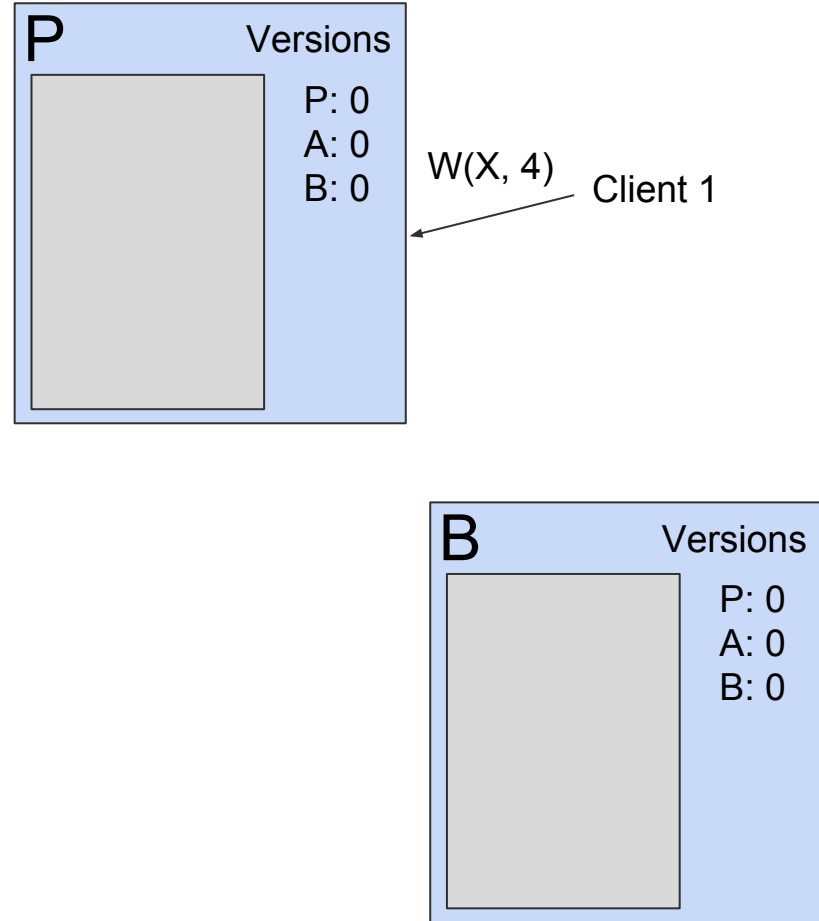 P
Versions
P: 0
A: 0
B: 0
W(X, 4)
Client 1
B
Versions
P: 0
A: 0
B: 0